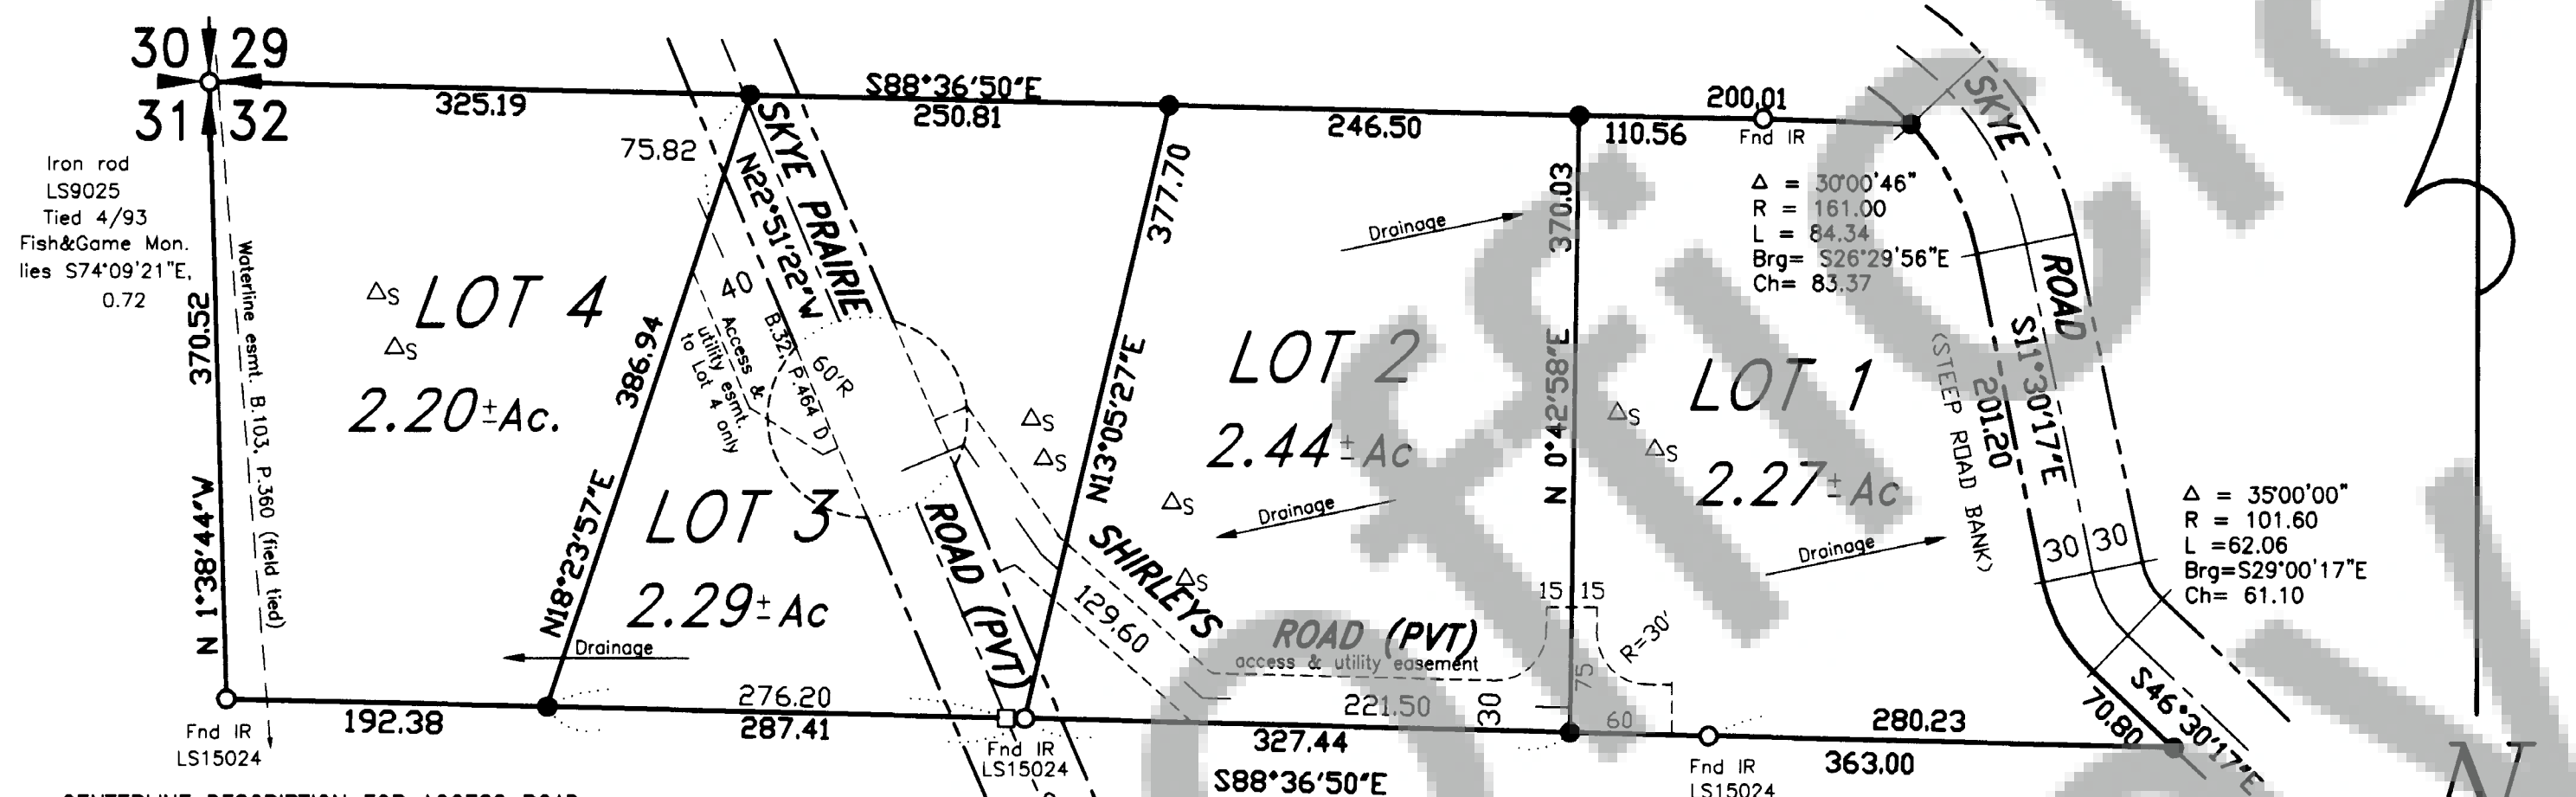 30 29
31 32
Iron rod
LS9025
Tied 4/93
Fish&Game Mon.
lies S74°09'21"E,
0.72
325.19
S88°36'50"E
250.81
246.50
200.01
110.56
Fnd IR
75.82
N22°51'22"W
SKYE PRAIRIE
ROAD (PVT)
377.70
N13°05'27"E
370.03
N 0°42'58"E
Δ = 30°00'46"
R = 161.00
L = 84.34
Brg= S26°29'56"E
Ch= 83.37
SKYE
ROAD
S11°30'17"E
201.20
(STEEP ROAD BANK)
30 30
Δ = 35°00'00"
R = 101.60
L =62.06
Brg=S29°00'17"E
Ch= 61.10
S46°30'17"E
70.80
370.52
N 1°38'44"W
Waterline esmt. B.103, P.360 (field tied)
ΔS
ΔS
LOT 4
2.20±Ac.
386.94
N18°23'57"E
40
Access &
utility esmt.
to Lot 4 only
B.32, P.464 D
60'R
LOT 3
2.29±Ac
Drainage
ΔS
ΔS
Drainage
LOT 2
2.44±Ac
ΔS
Drainage
ΔS
SHIRLEYS
ROAD (PVT)
access & utility easement
129.60
221.50
30
15 15
75
R=30'
60
ΔS
ΔS
LOT 1
2.27±Ac
Drainage
Fnd IR
LS15024
192.38
276.20
287.41
Fnd IR
LS15024
327.44
S88°36'50"E
Fnd IR
LS15024
280.23
363.00
N